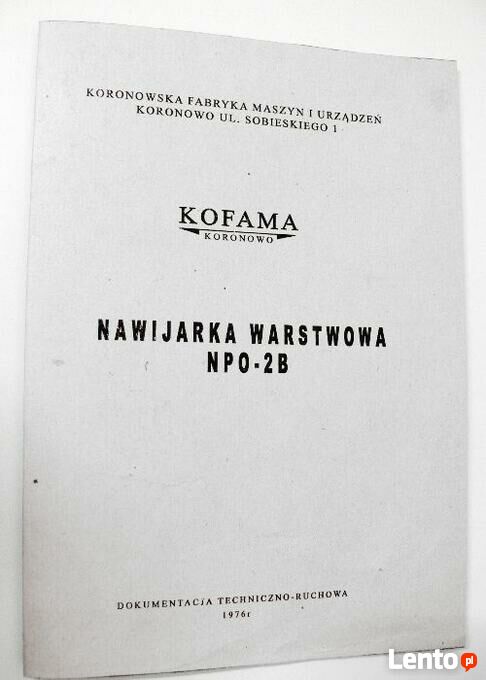 KORONOWSKA FABRYKA MASZYN I URZĄDZEŃ
KORONOWO UL. SOBIESKIEGO 1
KOFAMA
KORONOWO
NAWIJARKA WARSTWOWA
NPO-2B
DOKUMENTACJA TECHNICZNO-RUCHOWA
1976r
Lento.pl